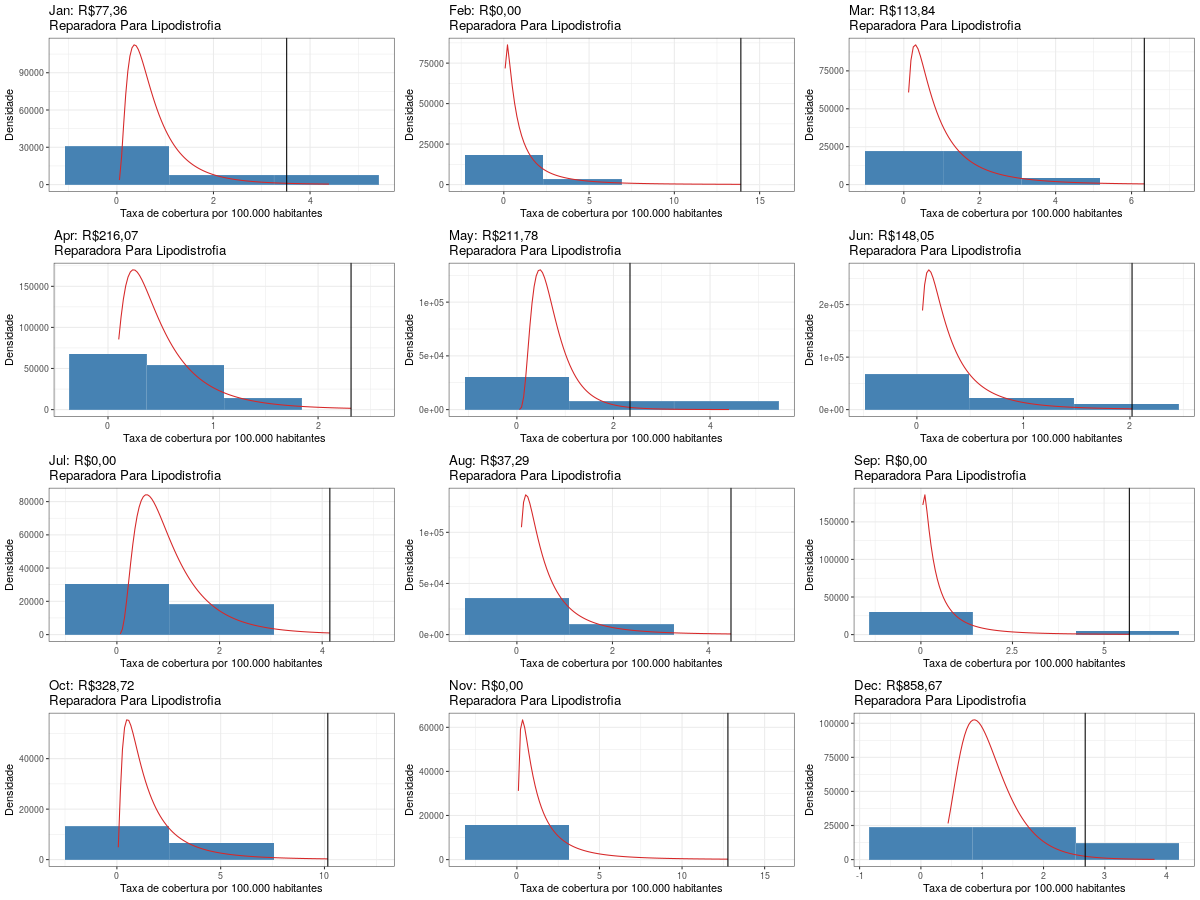 Jan: R$77,36
Reparadora Para Lipodistrofia
Densidade
90000
60000
30000
0
0
2
4
Taxa de cobertura por 100.000 habitantes
Feb: R$0,00
Reparadora Para Lipodistrofia
Densidade
75000
50000
25000
0
0
5
10
15
Taxa de cobertura por 100.000 habitantes
Mar: R$113,84
Reparadora Para Lipodistrofia
Densidade
75000
50000
25000
0
0
2
4
6
Taxa de cobertura por 100.000 habitantes
Apr: R$216,07
Reparadora Para Lipodistrofia
Densidade
150000
100000
50000
0
0
1
2
Taxa de cobertura por 100.000 habitantes
May: R$211,78
Reparadora Para Lipodistrofia
Densidade
1e+05
5e+04
0e+00
0
2
4
Taxa de cobertura por 100.000 habitantes
Jun: R$148,05
Reparadora Para Lipodistrofia
Densidade
2e+05
1e+05
0e+00
0
1
2
Taxa de cobertura por 100.000 habitantes
Jul: R$0,00
Reparadora Para Lipodistrofia
Densidade
80000
60000
40000
20000
0
0
2
4
Taxa de cobertura por 100.000 habitantes
Aug: R$37,29
Reparadora Para Lipodistrofia
Densidade
1e+05
5e+04
0e+00
0
2
4
Taxa de cobertura por 100.000 habitantes
Sep: R$0,00
Reparadora Para Lipodistrofia
Densidade
150000
100000
50000
0
0
2.5
5
Taxa de cobertura por 100.000 habitantes
Oct: R$328,72
Reparadora Para Lipodistrofia
Densidade
40000
20000
0
0
5
10
Taxa de cobertura por 100.000 habitantes
Nov: R$0,00
Reparadora Para Lipodistrofia
Densidade
60000
40000
20000
0
0
5
10
15
Taxa de cobertura por 100.000 habitantes
Dec: R$858,67
Reparadora Para Lipodistrofia
Densidade
100000
75000
50000
25000
0
-1
0
1
2
3
4
Taxa de cobertura por 100.000 habitantes